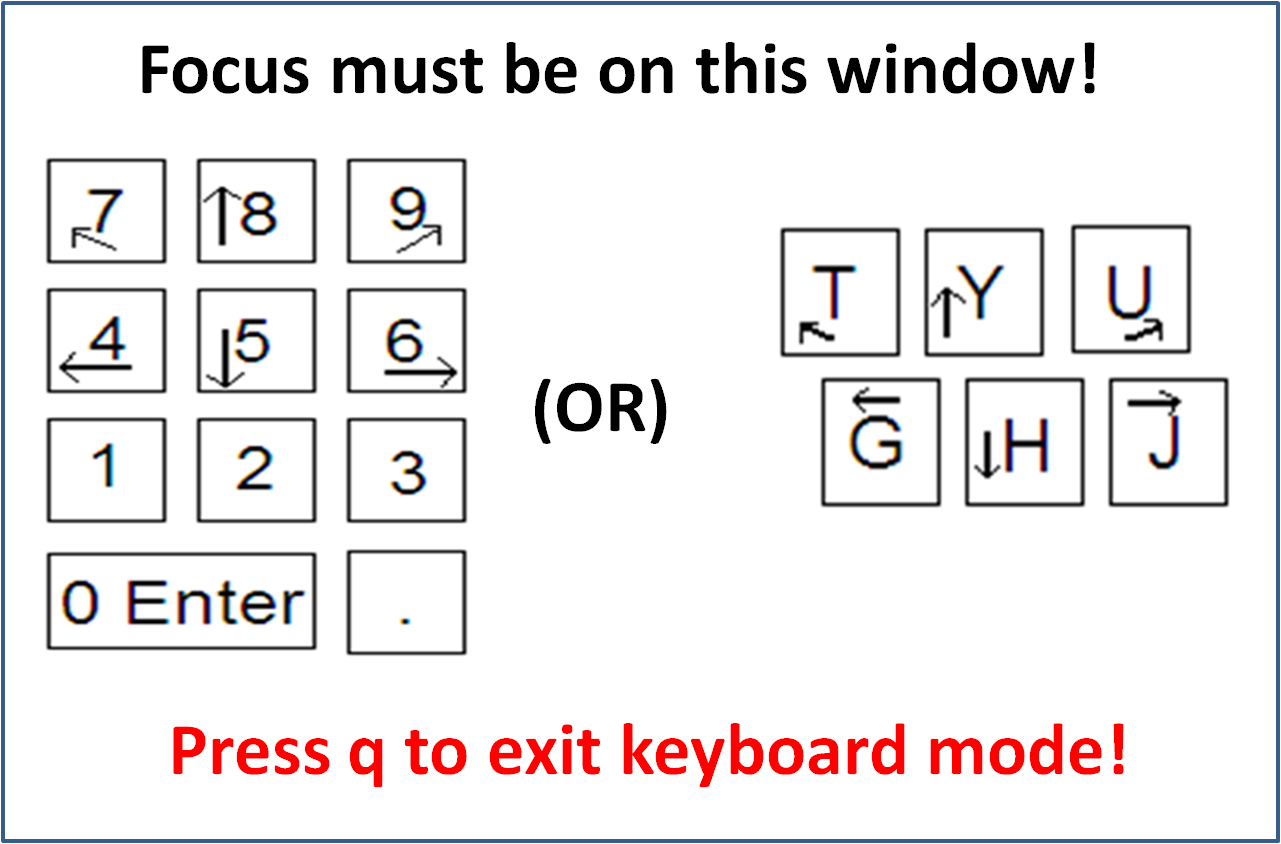 Focus must be on this window!
7 8 9
4 5 6
1 2 3
0 Enter .
(OR)
T Y U
G H J
Press q to exit keyboard mode!